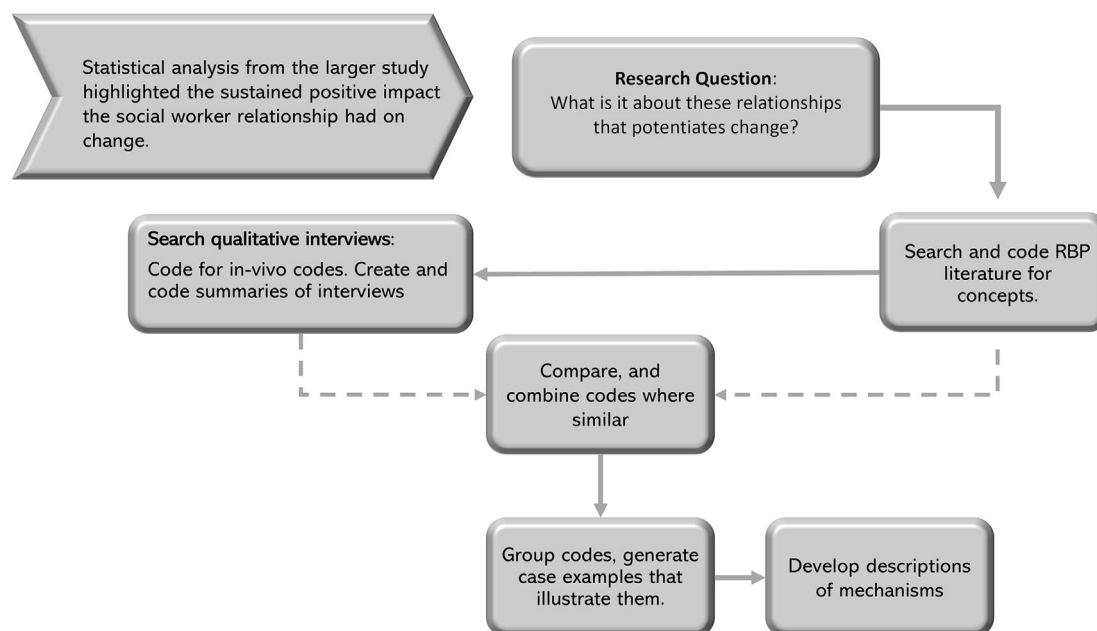 Statistical analysis from the larger study
highlighted the sustained positive impact
the social worker relationship had on
change.
Research Question:
What is it about these relationships
that potentiates change?
Search qualitative interviews:
Code for in-vivo codes. Create and
code summaries of interviews
Search and code RBP
literature for
concepts.
Compare, and
combine codes where
similar
Group codes, generate
case examples that
illustrate them.
Develop descriptions
of mechanisms